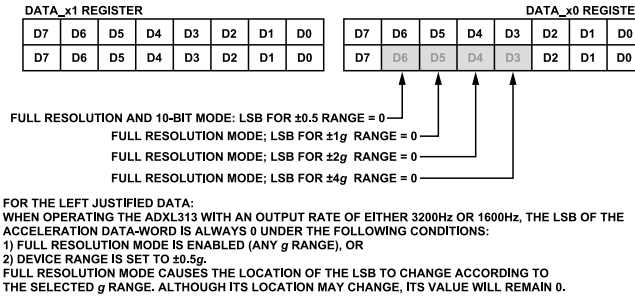 DATA_x1 REGISTER DATA_x0 REGISTE
D7 D6 D5 D4 D3 D2 D1 D0 D7 D6 D5 D4 D3 D2 D1 D0
D7 D6 D5 D4 D3 D2 D1 D0 D7 D6 D5 D4 D3 D2 D1 D0
FULL RESOLUTION AND 10-BIT MODE: LSB FOR ±0.5 RANGE = 0
FULL RESOLUTION MODE; LSB FOR ±1g RANGE = 0
FULL RESOLUTION MODE; LSB FOR ±2g RANGE = 0
FULL RESOLUTION MODE; LSB FOR ±4g RANGE = 0
FOR THE LEFT JUSTIFIED DATA:
WHEN OPERATING THE ADXL313 WITH AN OUTPUT RATE OF EITHER 3200Hz OR 1600Hz, THE LSB OF THE
ACCELERATION DATA-WORD IS ALWAYS 0 UNDER THE FOLLOWING CONDITIONS:
1) FULL RESOLUTION MODE IS ENABLED (ANY g RANGE), OR
2) DEVICE RANGE IS SET TO ±0.5g.
FULL RESOLUTION MODE CAUSES THE LOCATION OF THE LSB TO CHANGE ACCORDING TO
THE SELECTED g RANGE. ALTHOUGH ITS LOCATION MAY CHANGE, ITS VALUE WILL REMAIN 0.